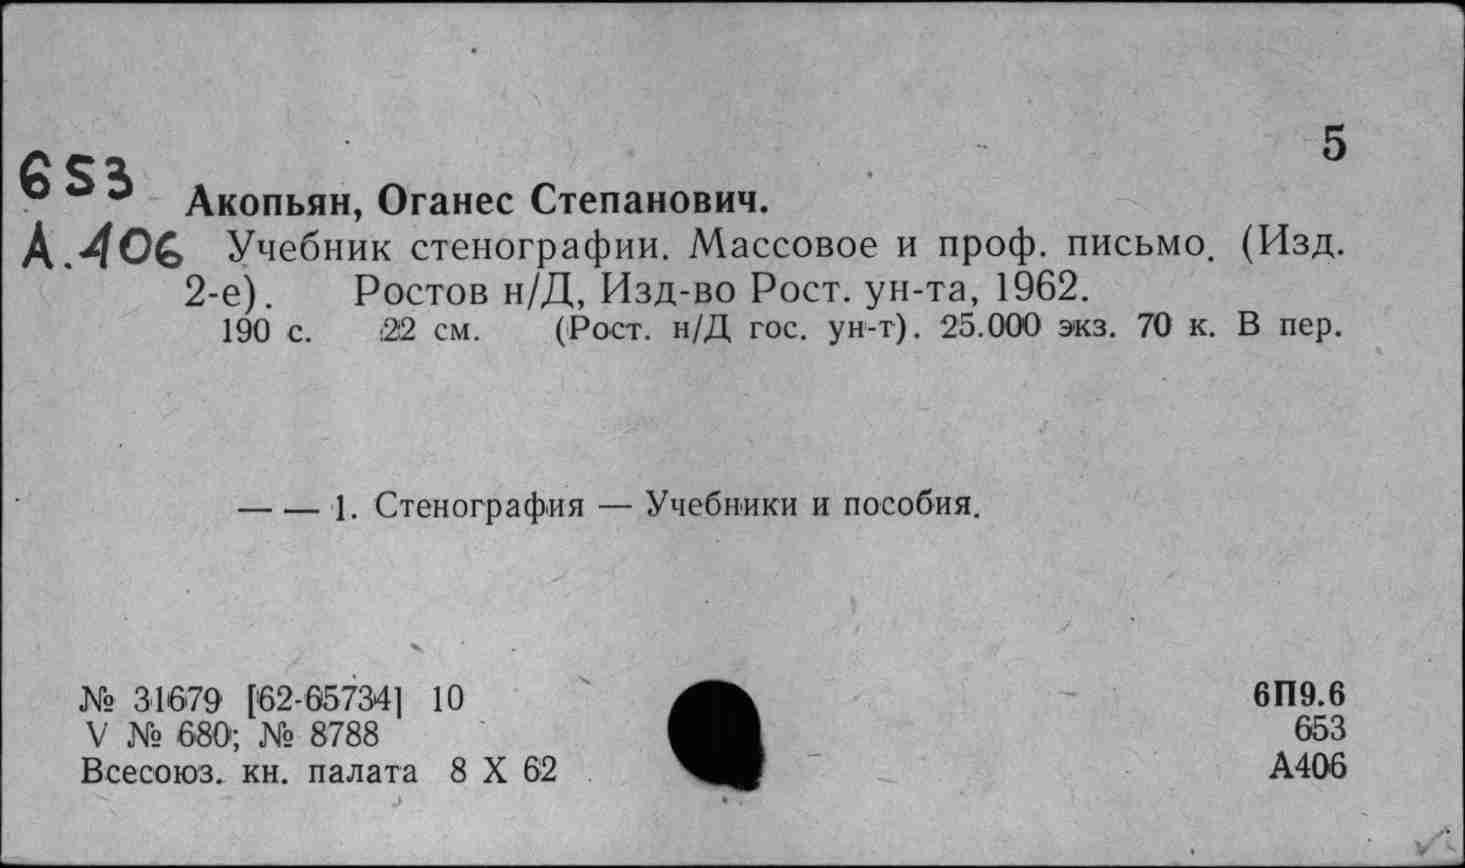 5
653
Акопьян, Оганес Степанович.
А.406 Учебник стенографии. Массовое и проф. письмо. (Изд.
2-е). Ростов н/Д, Изд-во Рост. ун-та, 1962.
190 с. 22 см. (Рост. н/Д гос. ун-т). 25.000 экз. 70 к. В пер.
— — 1. Стенография — Учебники и пособия.
№ 31679 [62-65734] 10
V № 680; № 8788
Всесоюз. кн. палата 8 X 62
6П9.6
653
А406